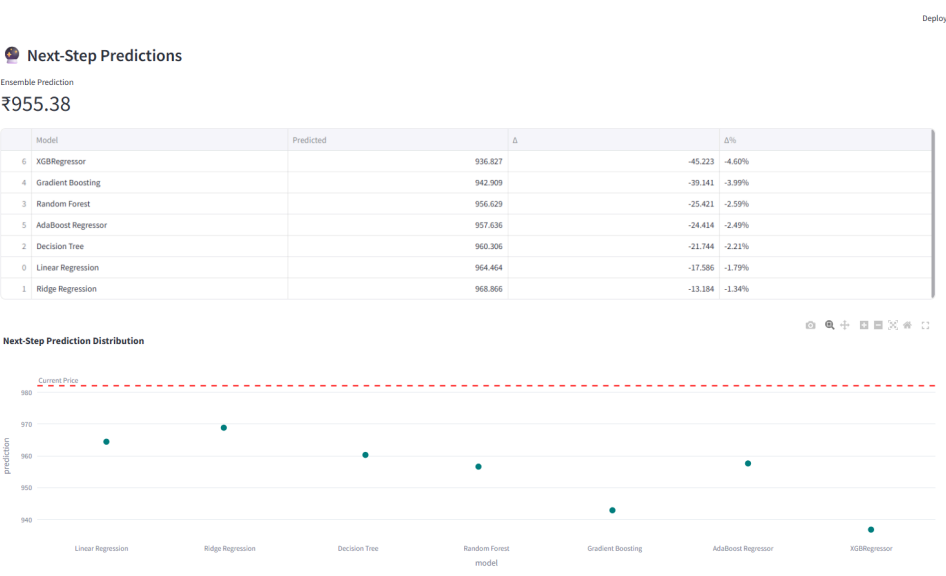 Deploy
Next-Step Predictions
Ensemble Prediction
₹955.38
Model Predicted Δ Δ%
6 XGBRegressor 936.827 -45.223 -4.60%
4 Gradient Boosting 942.909 -39.141 -3.99%
3 Random Forest 956.629 -25.421 -2.59%
5 AdaBoost Regressor 957.636 -24.414 -2.49%
2 Decision Tree 960.306 -21.744 -2.21%
0 Linear Regression 964.464 -17.586 -1.79%
1 Ridge Regression 968.866 -13.184 -1.34%
Next-Step Prediction Distribution
Current Price
980
970
960
950
940
prediction
Linear Regression Ridge Regression Decision Tree Random Forest Gradient Boosting AdaBoost Regressor XGBRegressor
model